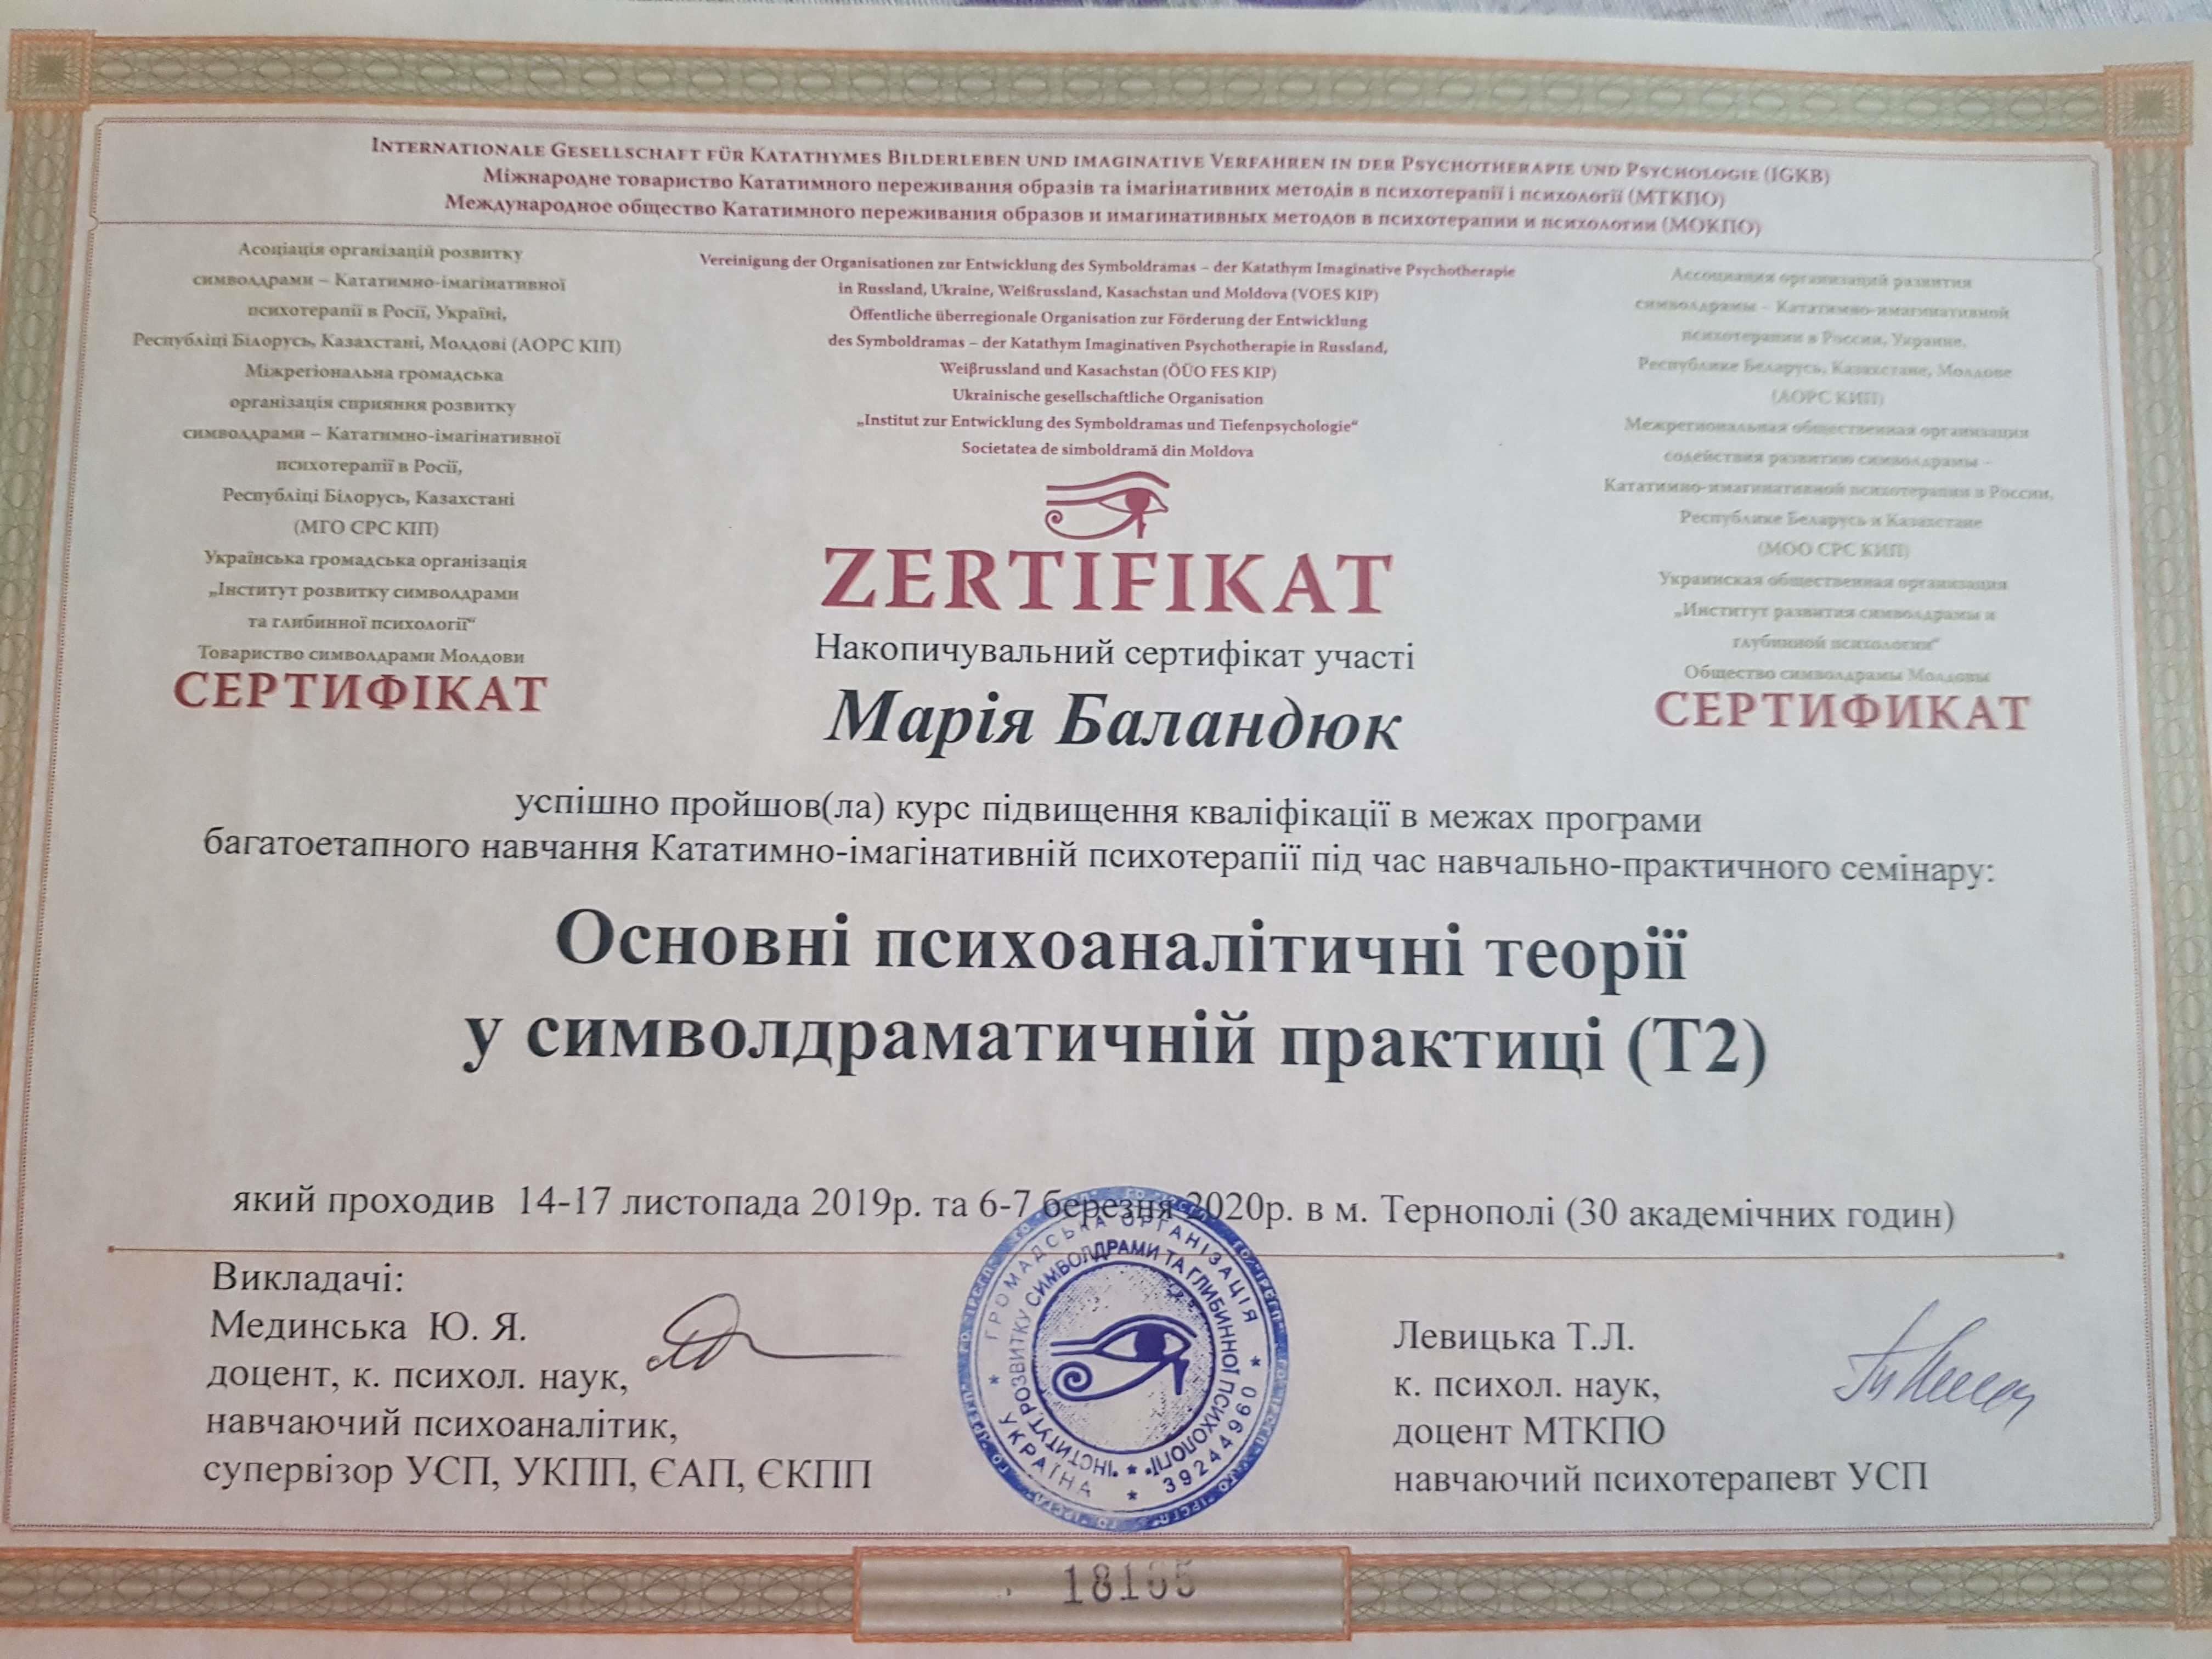 INTERNATIONALE GESELLSCHAFT FÜR KATATHYMES BILDERLEBEN UND IMAGINATIVE VERFAHREN IN DER PSYCHOTHERAPIE UND PSYCHOLOGIE (IGKB)
Міжнародне товариство Кататимного переживання образів та імагінативних методів в психотерапії і психології (МТКПО)
Международное общество Кататимного переживания образов и имагинативных методов в психотерапии и психологии (МОКПО)
Асоціація організацій розвитку
символдрами – Кататимно-імагінативної
психотерапії в Росії, Україні,
Республіці Білорусь, Казахстані, Молдові (АОРС КІП)
Міжрегіональна громадська
організація сприяння розвитку
символдрами – Кататимно-імагінативної
психотерапії в Росії,
Республіці Білорусь, Казахстані
(МГО СРС КІП)
Українська громадська організація
„Інститут розвитку символдрами
та глибинної психології“
Товариство символдрами Молдови
СЕРТИФІКАТ
Vereinigung der Organisationen zur Entwicklung des Symboldramas – der Katathym Imaginative Psychotherapie
in Russland, Ukraine, Weißrussland, Kasachstan und Moldova (VOES KIP)
Öffentliche überregionale Organisation zur Förderung der Entwicklung
des Symboldramas – der Katathym Imaginativen Psychotherapie in Russland,
Weißrussland und Kasachstan (ÖÜO FES KIP)
Ukrainische gesellschaftliche Organisation
„Institut zur Entwicklung des Symboldramas und Tiefenpsychologie“
Societatea de simboldramă din Moldova
ZERTIFIKAT
Ассоциация организаций развития
символдрамы – Кататимно-имагинативной
психотерапии в России, Украине,
Республике Беларусь, Казахстане, Молдове
(АОРС КИП)
Межрегиональная общественная организация
содействия развитию символдрамы –
Кататимно-имагинативной психотерапии в России,
Республике Беларусь и Казахстане
(МОО СРС КИП)
Украинская общественная организация
„Институт развития символдрамы и
глубинной психологии“
Общество символдрамы Молдовы
СЕРТИФИКАТ
Накопичувальний сертифікат участі
Марія Баландюк
успішно пройшов(ла) курс підвищення кваліфікації в межах програми
багатоетапного навчання Кататимно-імагінативній психотерапії під час навчально-практичного семінару:
Основні психоаналітичні теорії
у символдраматичній практиці (Т2)
який проходив 14-17 листопада 2019р. та 6-7 березня 2020р. в м. Тернополі (30 академічних годин)
Викладачі:
Мединська Ю. Я.
доцент, к. психол. наук,
навчаючий психоаналітик,
супервізор УСП, УКПП, ЄАП, ЄКПП
ГРОМАДСЬКА ОРГАНІЗАЦІЯ * 39244960 * УКРАЇНА *
"ІНСТИТУТ РОЗВИТКУ СИМВОЛДРАМИ ТА ГЛИБИННОЇ ПСИХОЛОГІЇ" *
Левицька Т.Л.
к. психол. наук,
доцент МТКПО
навчаючий психотерапевт УСП